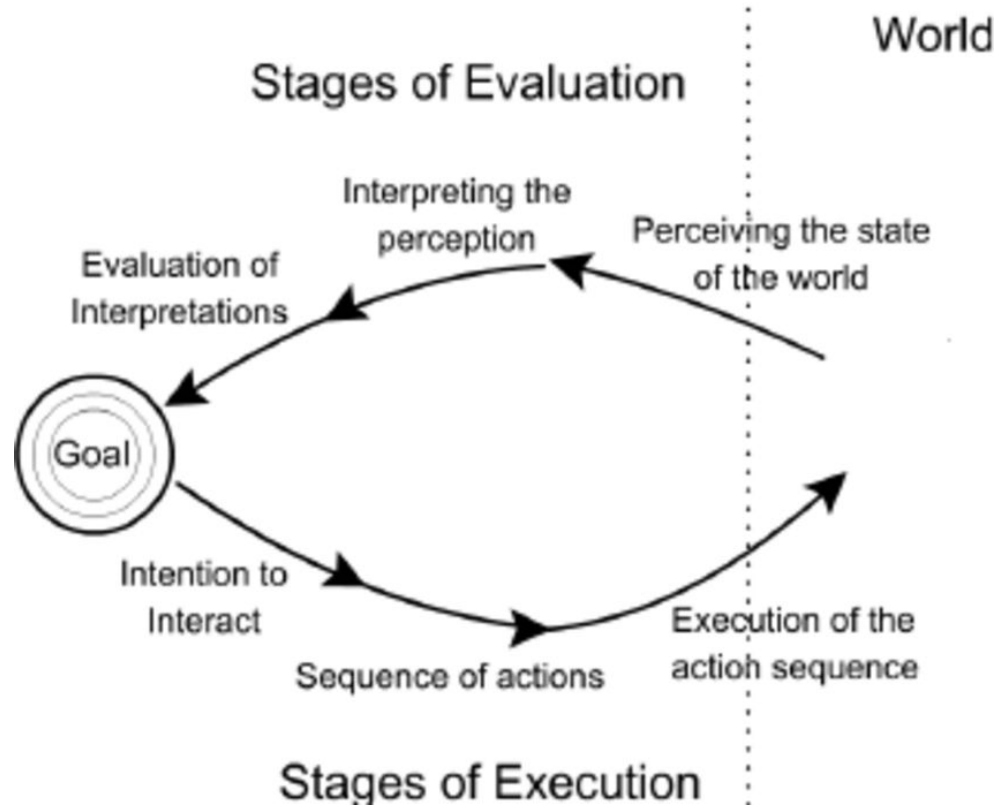 World
Stages of Evaluation
Interpreting the
perception
Perceiving the state
of the world
Evaluation of
Interpretations
Goal
Intention to
Interact
Sequence of actions
Execution of the
action sequence
Stages of Execution